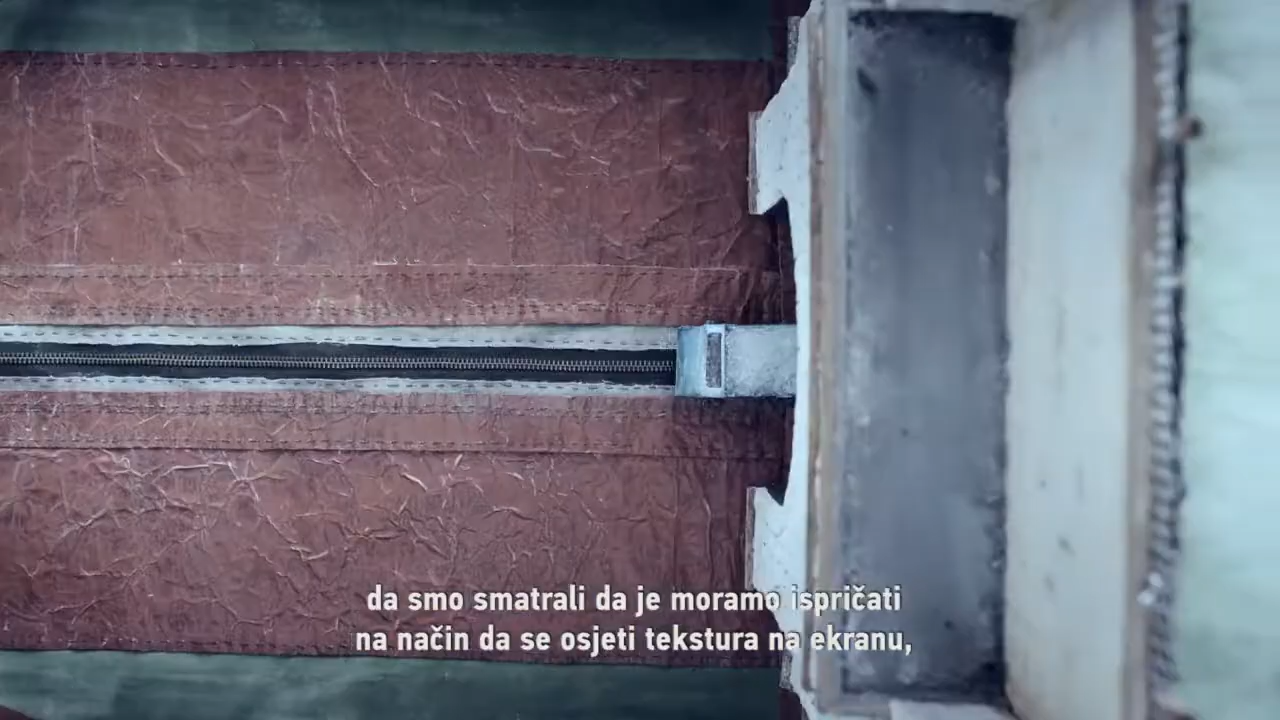 da smo smatrali da je moramo ispričati
na način da se osjeti tekstura na ekranu,